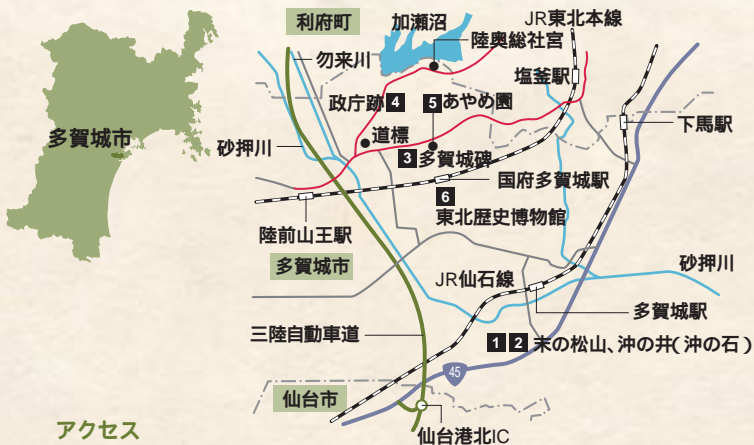 利府町
加瀬沼
JR東北本線
勿来川
陸奥総社宮
塩釜駅
政庁跡 4
5 あやめ園
多賀城市
下馬駅
砂押川
道標
3 多賀城碑
国府多賀城駅
6
東北歴史博物館
陸前山王駅
多賀城市
JR仙石線
砂押川
多賀城駅
三陸自動車道
1 2 末の松山、沖の井(沖の石)
45
仙台市
アクセス
仙台港北IC